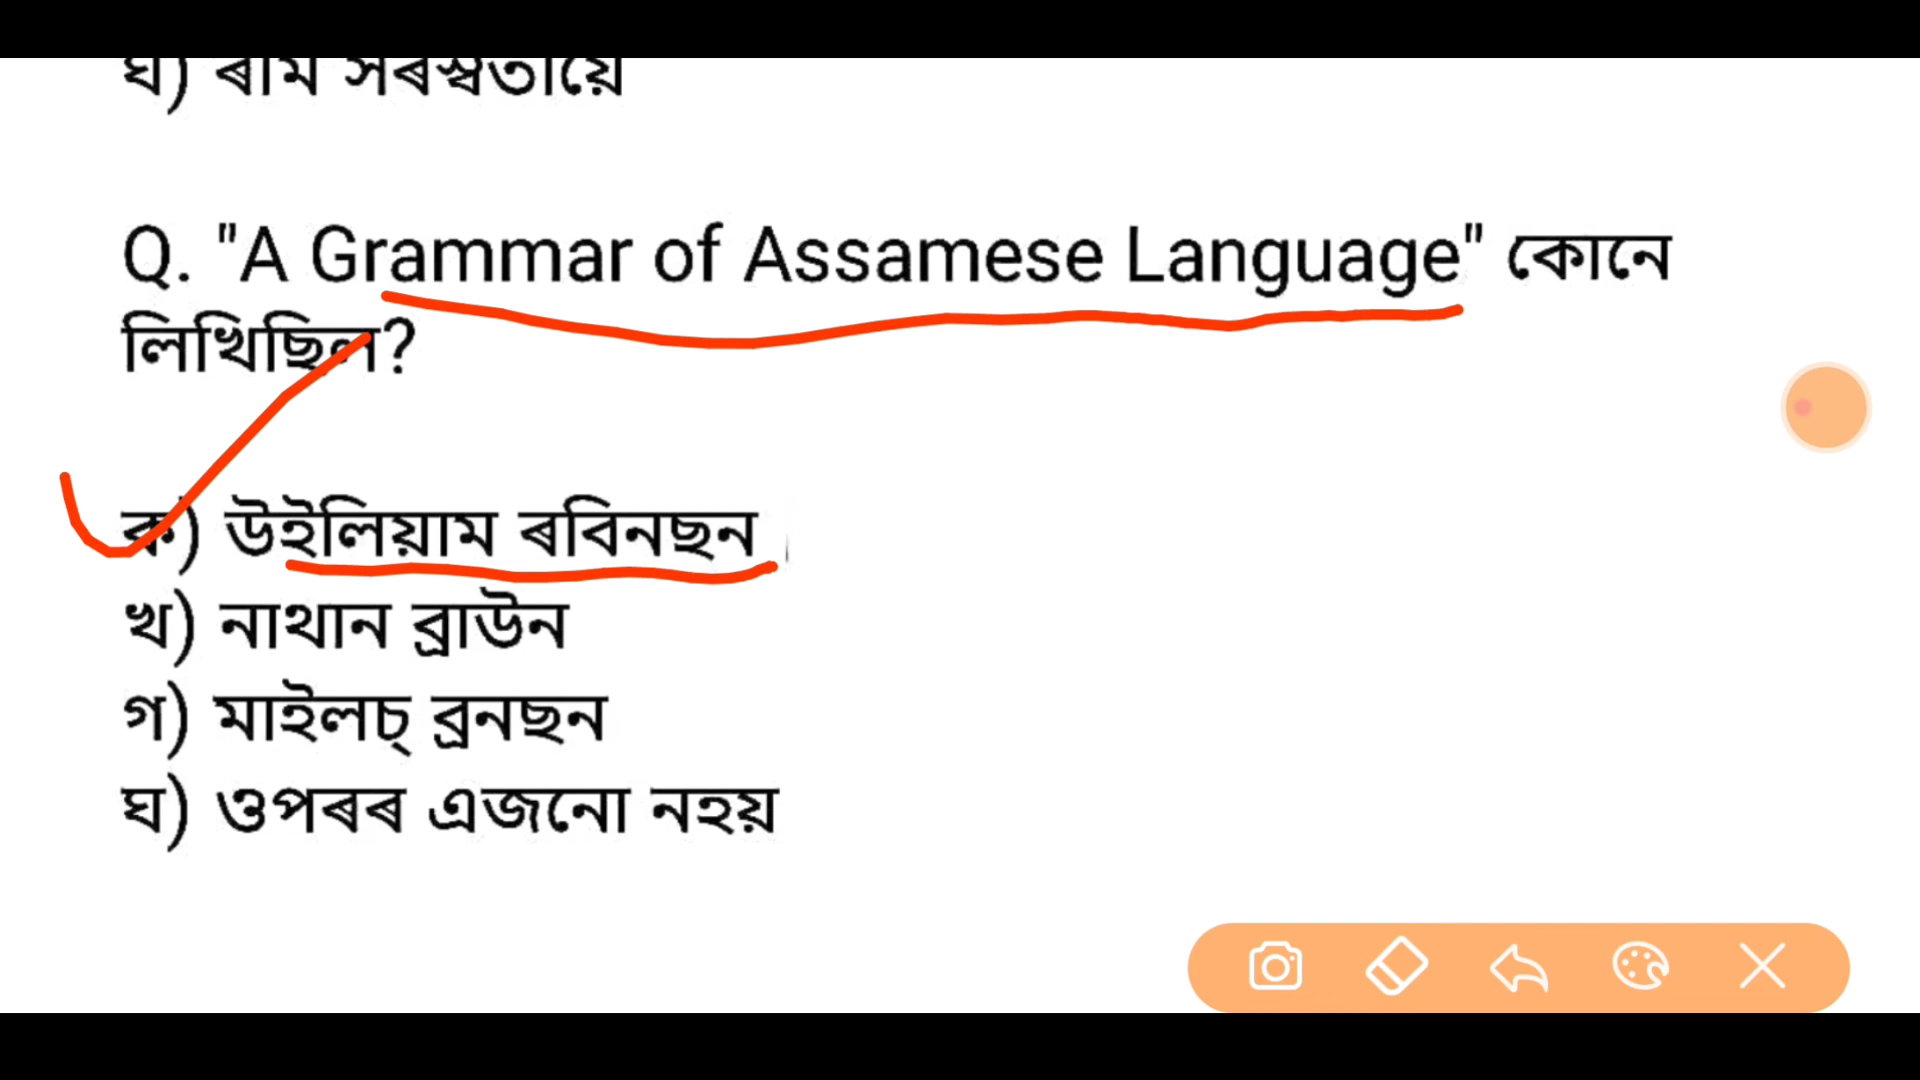 ঘ) ৰাম সৰস্বতীয়ে
Q. "A Grammar of Assamese Language" কোনে
লিখিছিল?
ক) উইলিয়াম ৰবিনছন
খ) নাথান ব্ৰাউন
গ) মাইলচ্ ব্ৰনছন
ঘ) ওপৰৰ এজনো নহয়